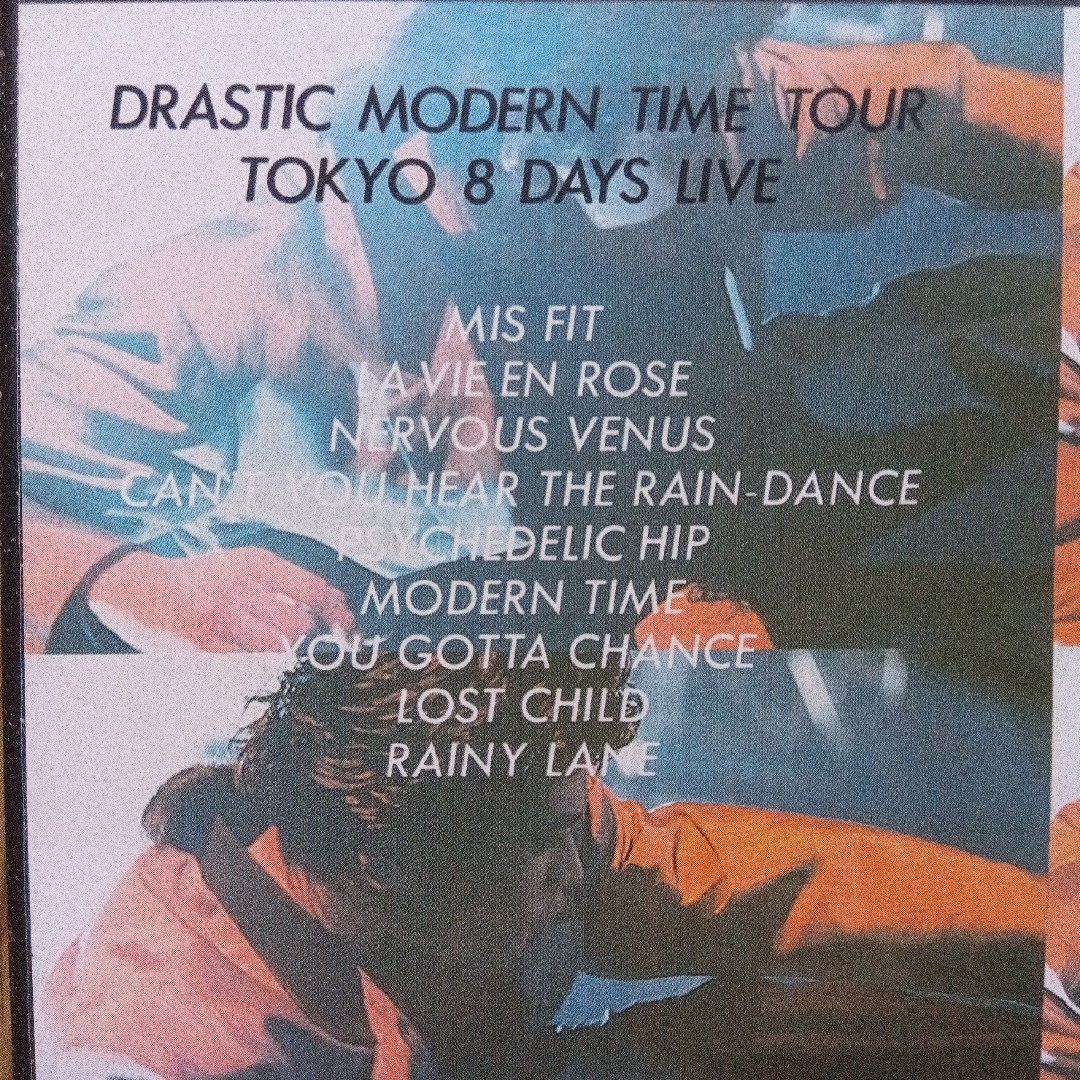 DRASTIC MODERN TIME TOUR
TOKYO 8 DAYS LIVE
MIS FIT
LA VIE EN ROSE
NERVOUS VENUS
CAN'T YOU HEAR THE RAIN-DANCE
PSYCHEDELIC HIP
MODERN TIME
YOU GOTTA CHANCE
LOST CHILD
RAINY LANE